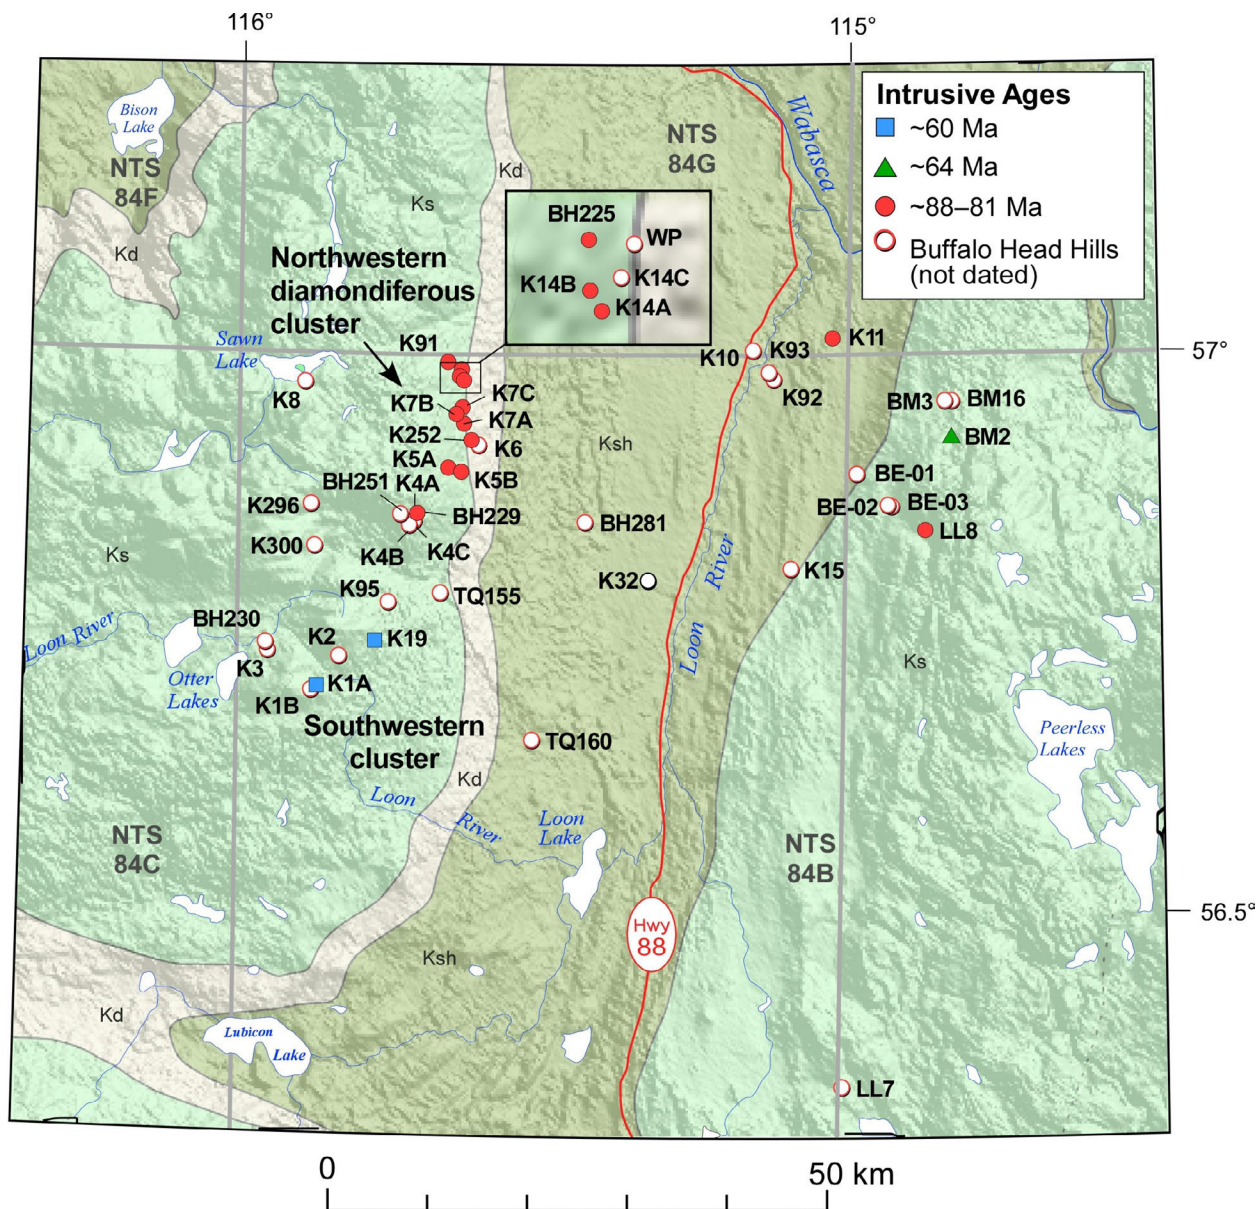 116°
115°
Intrusive Ages
~60 Ma
~64 Ma
~88–81 Ma
Buffalo Head Hills
(not dated)
Bison
Lake
NTS
84F
NTS
84G
Wabasca
Kd
Ks
Kd
BH225
WP
K14C
K14B
K14A
Northwestern
diamondiferous
cluster
Sawn
Lake
K91
K8
K10
K93
K11
K92
57°
K7C
K7B
K7A
K252
K6
K5A
K5B
Ksh
BM3
BM16
BM2
BE-01
BE-02
BE-03
LL8
BH251
K4A
K296
BH229
BH281
K300
K4B
K4C
Ks
K32
K15
River
Loon
K95
TQ155
Loon River
BH230
K2
K19
K3
Otter
Lakes
K1A
K1B
Southwestern
cluster
Ks
Peerless
Lakes
TQ160
Kd
Loon
River
Loon
Lake
NTS
84C
NTS
84B
56.5°
Hwy
88
Ksh
Kd
Lubicon
Lake
LL7
0
50 km